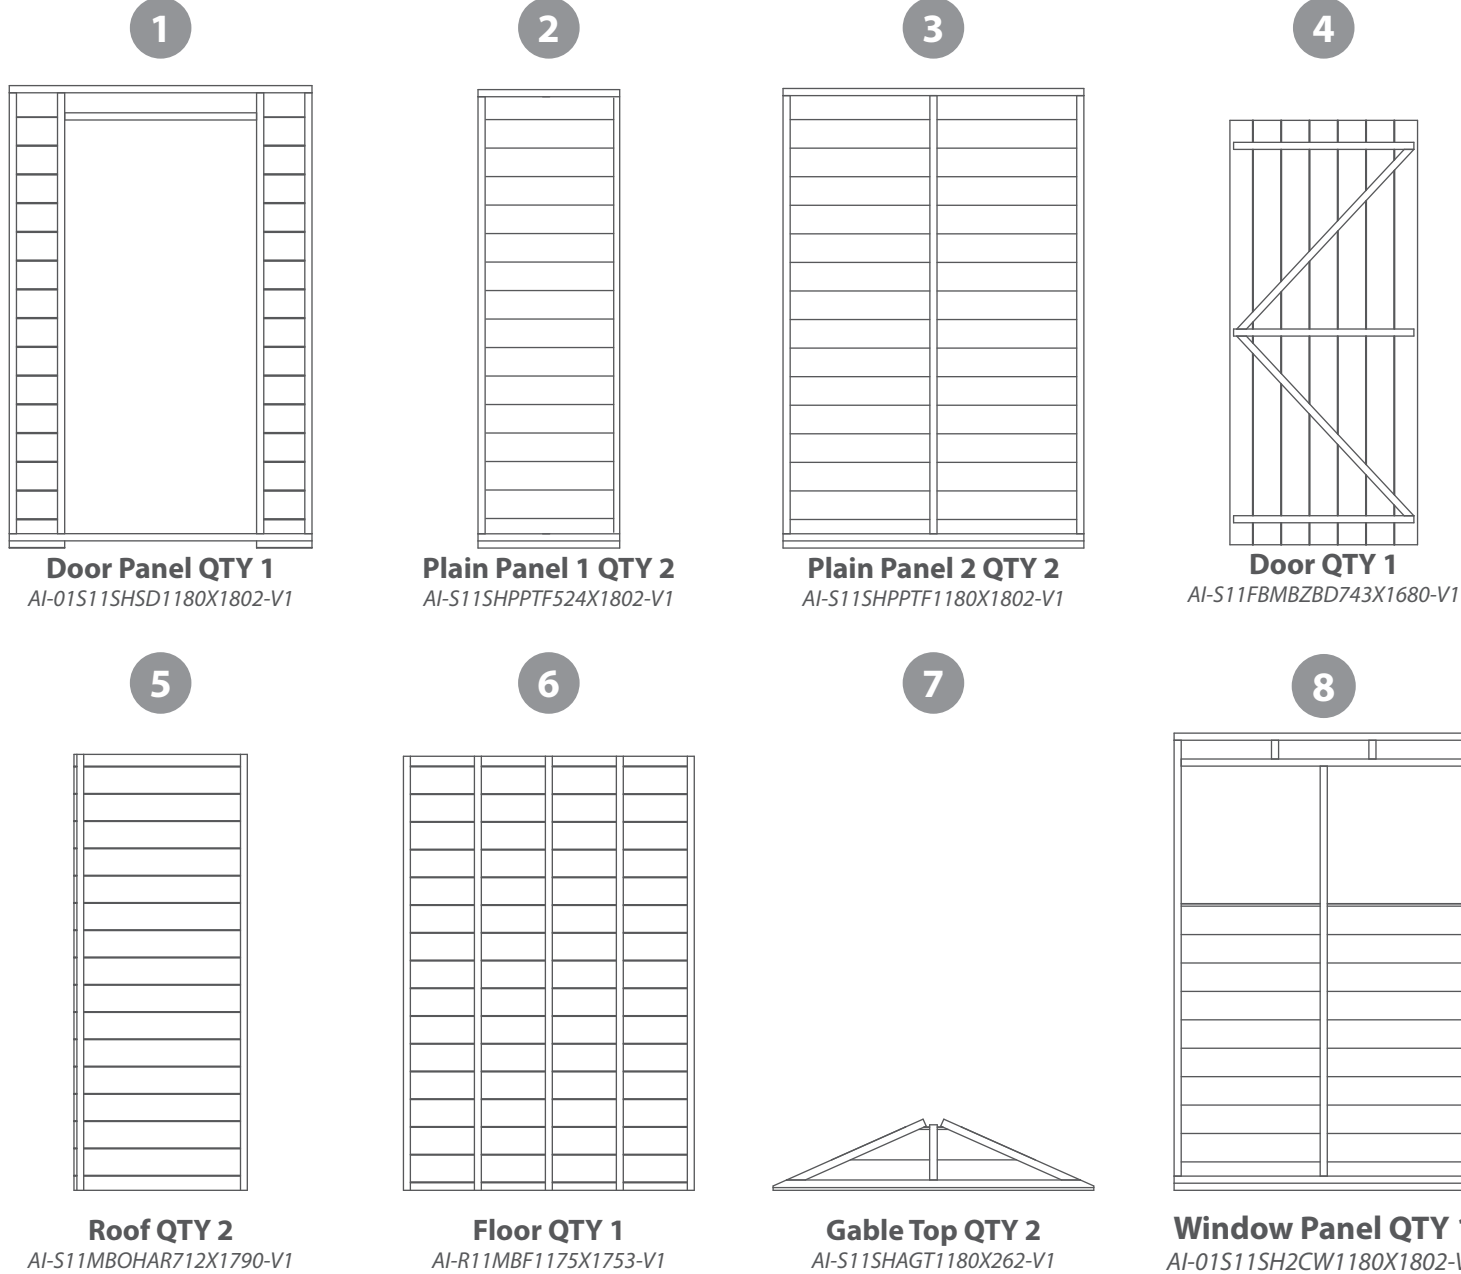 1
2
3
4
Door Panel QTY 1
AI-01S11SHSD1180X1802-V1
Plain Panel 1 QTY 2
AI-S11SHPPTF524X1802-V1
Plain Panel 2 QTY 2
AI-S11SHPPTF1180X1802-V1
Door QTY 1
AI-S11FBMBZBD743X1680-V1
5
6
7
8
Roof QTY 2
AI-S11MBOHAR712X1790-V1
Floor QTY 1
AI-R11MBF1175X1753-V1
Gable Top QTY 2
AI-S11SHAGT1180X262-V1
Window Panel QTY 1
AI-01S11SH2CW1180X1802-V